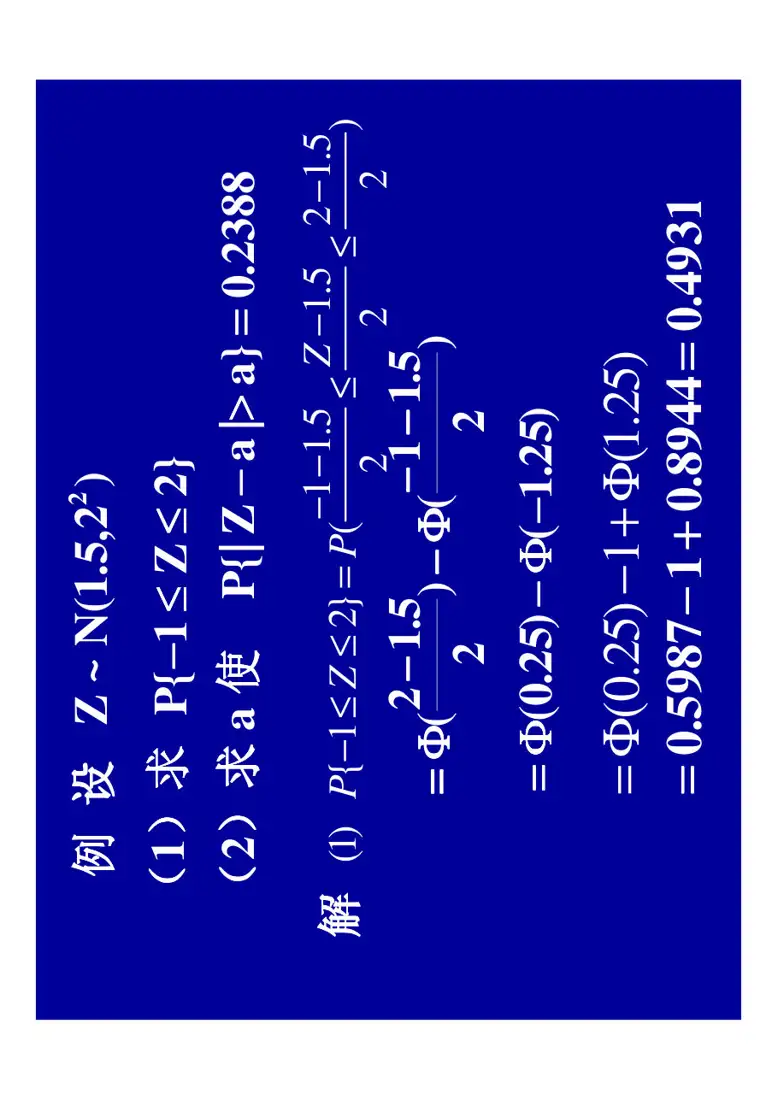 例 设 Z ~ N(1.5,2²)
（1）求 P{−1 ≤ Z ≤ 2}
（2）求 a 使 P{|Z − a |> a} = 0.2388
解 (1) P{−1 ≤ Z ≤ 2} = P((−1−1.5)/2 ≤ (Z−1.5)/2 ≤ (2−1.5)/2)
= Φ((2−1.5)/2) − Φ((−1−1.5)/2)
= Φ(0.25) − Φ(−1.25)
= Φ(0.25) − 1 + Φ(1.25)
= 0.5987 − 1 + 0.8944 = 0.4931